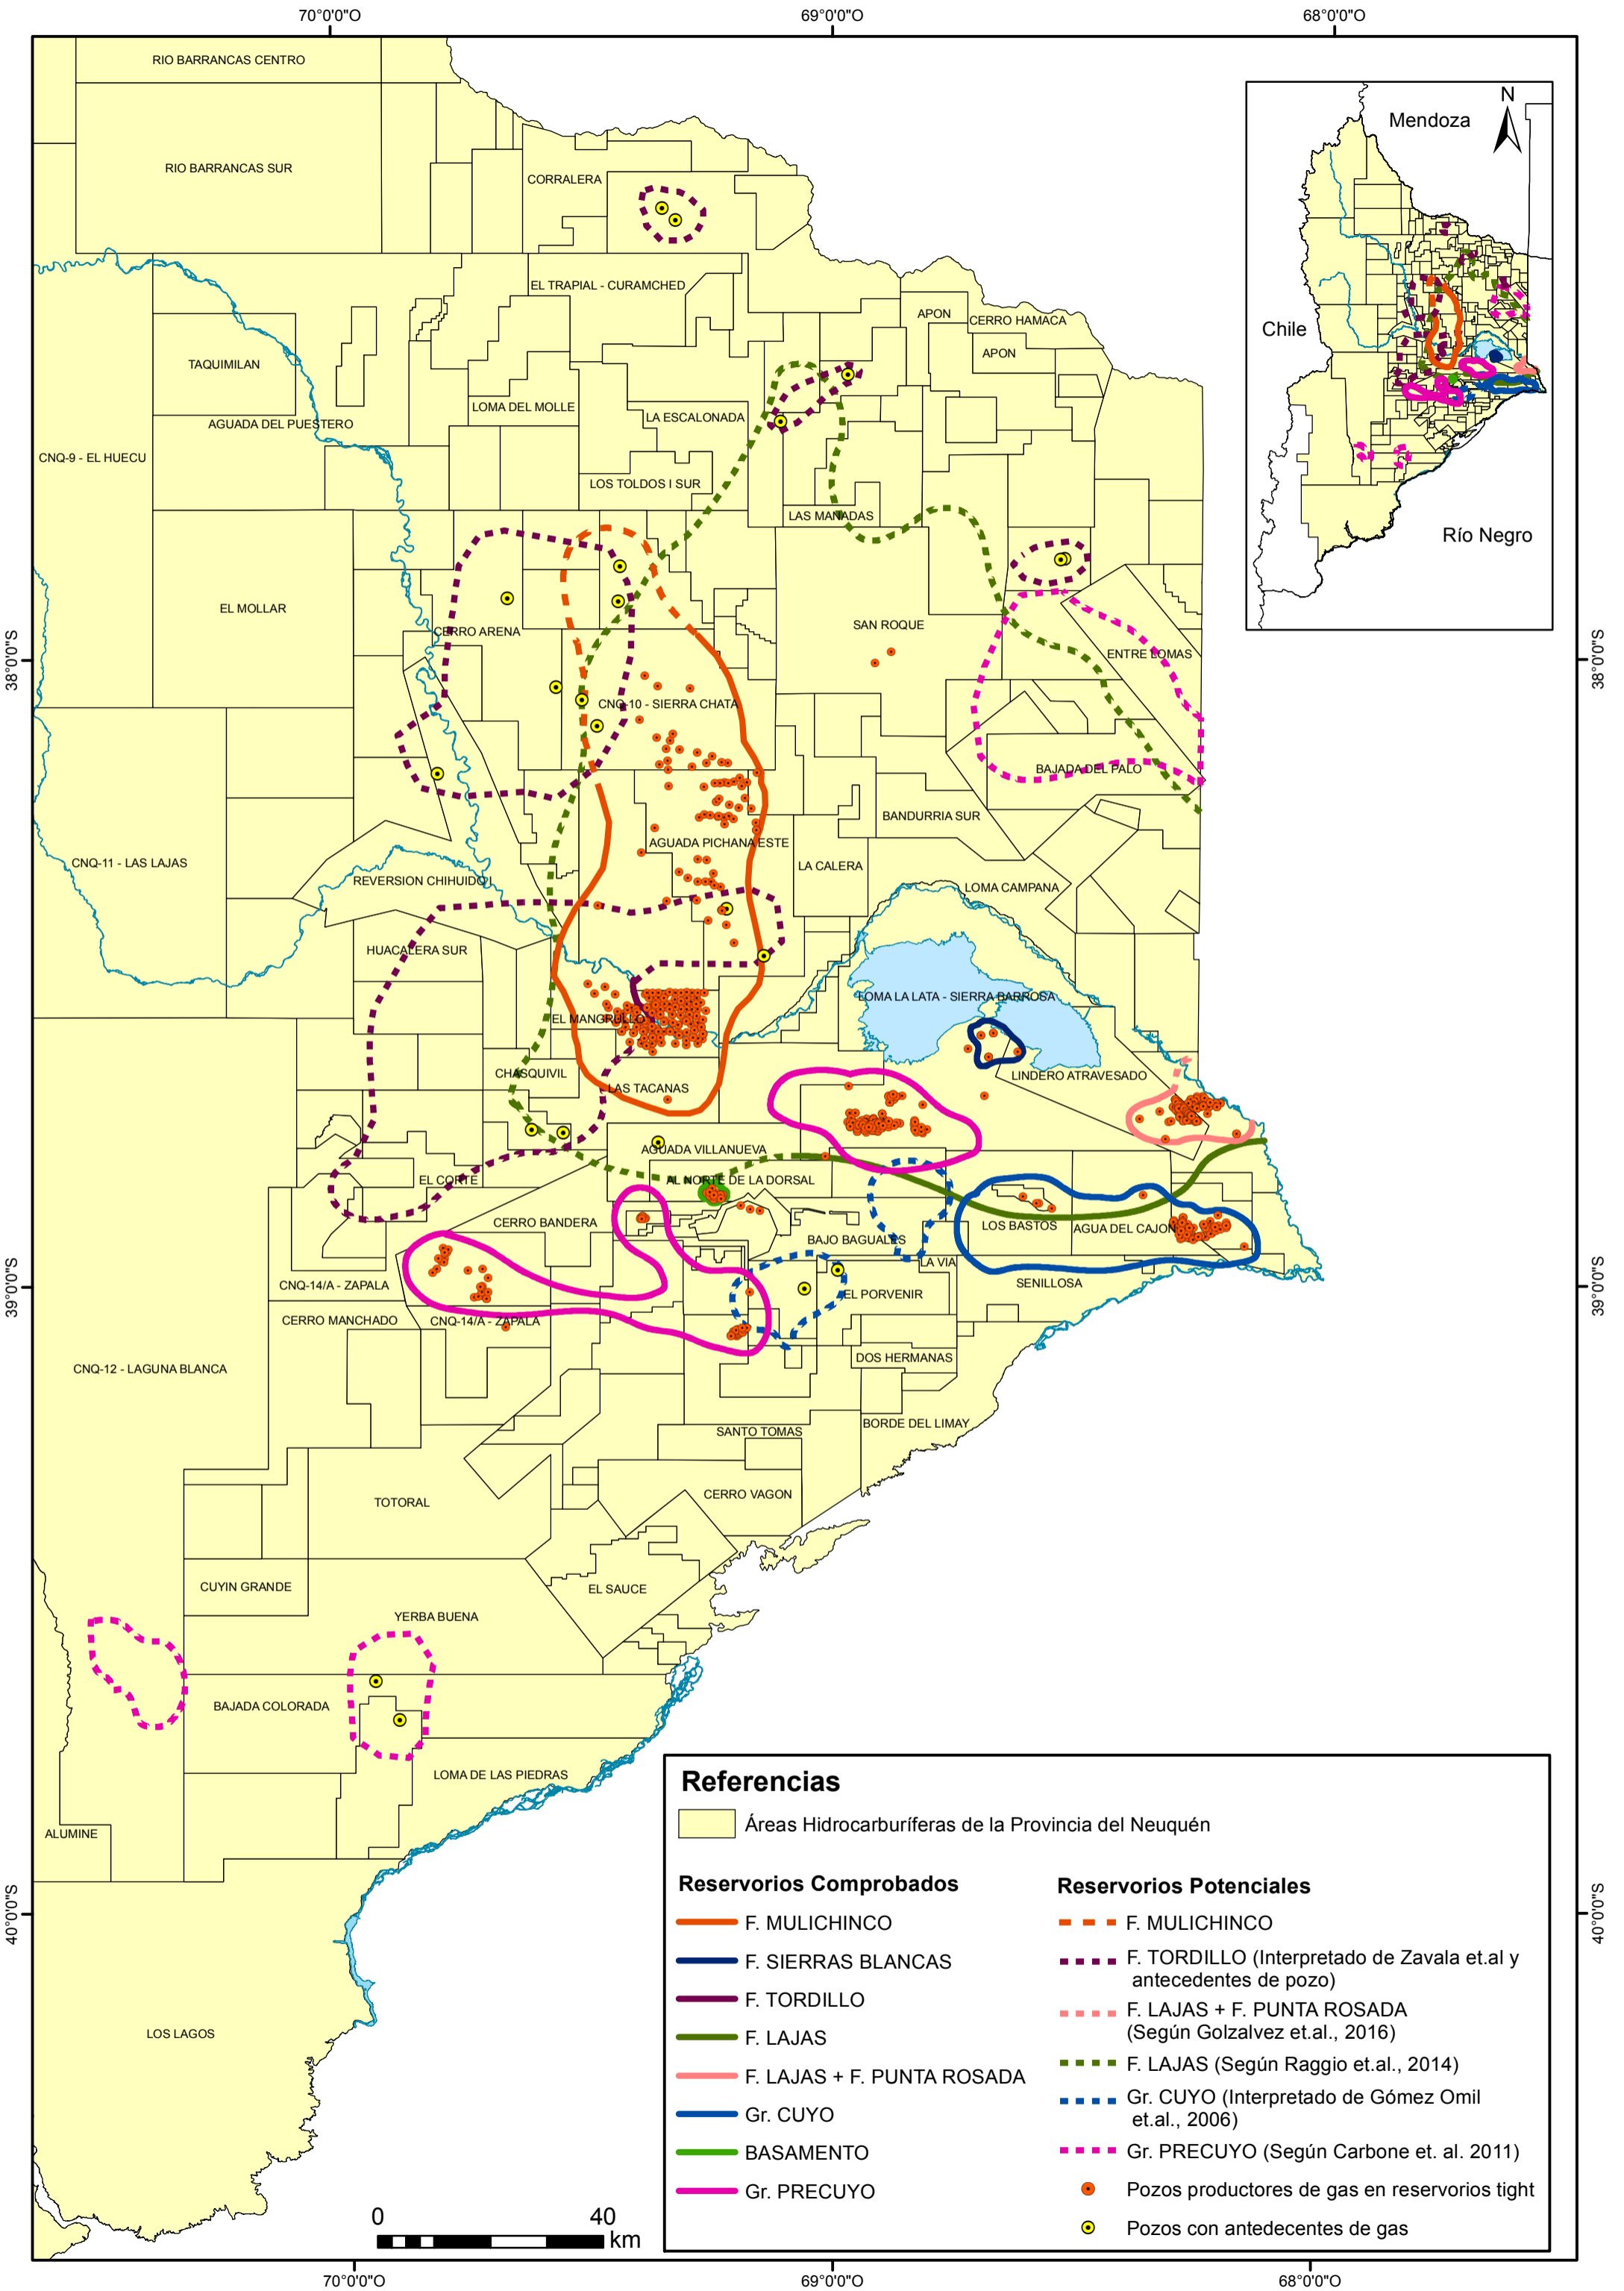 70°0'0"O
69°0'0"O
68°0'0"O
RIO BARRANCAS CENTRO
RIO BARRANCAS SUR
CORRALERA
EL TRAPIAL - CURAMCHED
APON
CERRO HAMACA
APON
TAQUIMILAN
LOMA DEL MOLLE
LA ESCALONADA
AGUADA DEL PUESTERO
CNQ-9 - EL HUECU
LOS TOLDOS I SUR
LAS MANADAS
EL MOLLAR
CERRO ARENA
SAN ROQUE
ENTRE LOMAS
38°0'0"S
38°0'0"S
CNQ-10 - SIERRA CHATA
BAJADA DEL PALO
BANDURRIA SUR
AGUADA PICHANA ESTE
CNQ-11 - LAS LAJAS
LA CALERA
REVERSION CHIHUIDO I
LOMA CAMPANA
HUACALERA SUR
LOMA LA LATA - SIERRA BARROSA
EL MANGRULLO
CHASQUIVIL
LINDERO ATRAVESADO
LAS TACANAS
AGUADA VILLANUEVA
EL CORTE
AL NORTE DE LA DORSAL
CERRO BANDERA
LOS BASTOS
AGUA DEL CAJON
BAJO BAGUALES
LA VIA
CNQ-14/A - ZAPALA
SENILLOSA
EL PORVENIR
39°0'0"S
39°0'0"S
CERRO MANCHADO
CNQ-14/A - ZAPALA
DOS HERMANAS
CNQ-12 - LAGUNA BLANCA
BORDE DEL LIMAY
SANTO TOMAS
CERRO VAGON
TOTORAL
CUYIN GRANDE
EL SAUCE
YERBA BUENA
BAJADA COLORADA
LOMA DE LAS PIEDRAS
ALUMINE
40°0'0"S
40°0'0"S
LOS LAGOS
N
Mendoza
Chile
Río Negro
Referencias
Áreas Hidrocarburíferas de la Provincia del Neuquén
Reservorios Comprobados
F. MULICHINCO
F. SIERRAS BLANCAS
F. TORDILLO
F. LAJAS
F. LAJAS + F. PUNTA ROSADA
Gr. CUYO
BASAMENTO
Gr. PRECUYO
Reservorios Potenciales
F. MULICHINCO
F. TORDILLO (Interpretado de Zavala et.al y
antecedentes de pozo)
F. LAJAS + F. PUNTA ROSADA
(Según Golzalvez et.al., 2016)
F. LAJAS (Según Raggio et.al., 2014)
Gr. CUYO (Interpretado de Gómez Omil
et.al., 2006)
Gr. PRECUYO (Según Carbone et. al. 2011)
Pozos productores de gas en reservorios tight
Pozos con antedecentes de gas
0
40
km
70°0'0"O
69°0'0"O
68°0'0"O